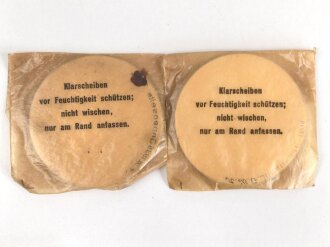 Klarscheiben
vor Feuchtigkeit schützen;
nicht wischen,
nur am Rand anfassen.
Klarscheiben
vor Feuchtigkeit schützen;
nicht wischen,
nur am Rand anfassen.